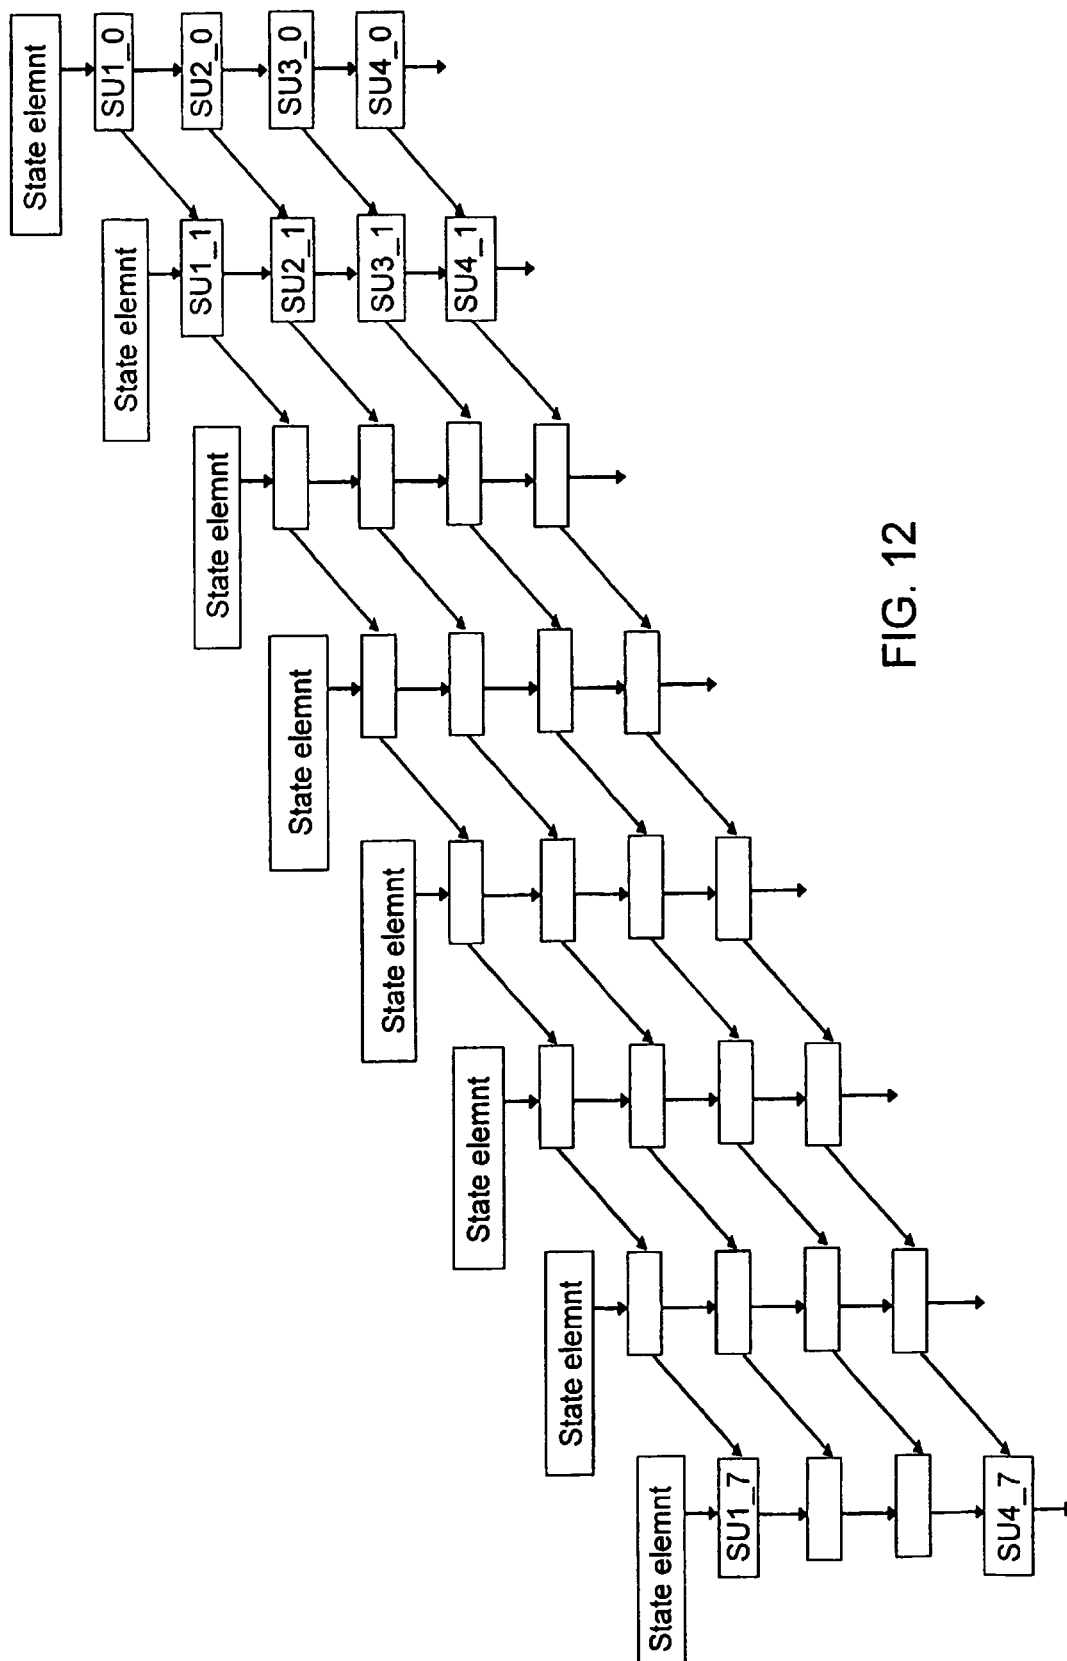 State elemnt
SU1_0
SU2_0
SU3_0
SU4_0
State elemnt
SU1_1
SU2_1
SU3_1
SU4_1
State elemnt
State elemnt
State elemnt
State elemnt
State elemnt
State elemnt
SU1_7
SU4_7
FIG. 12